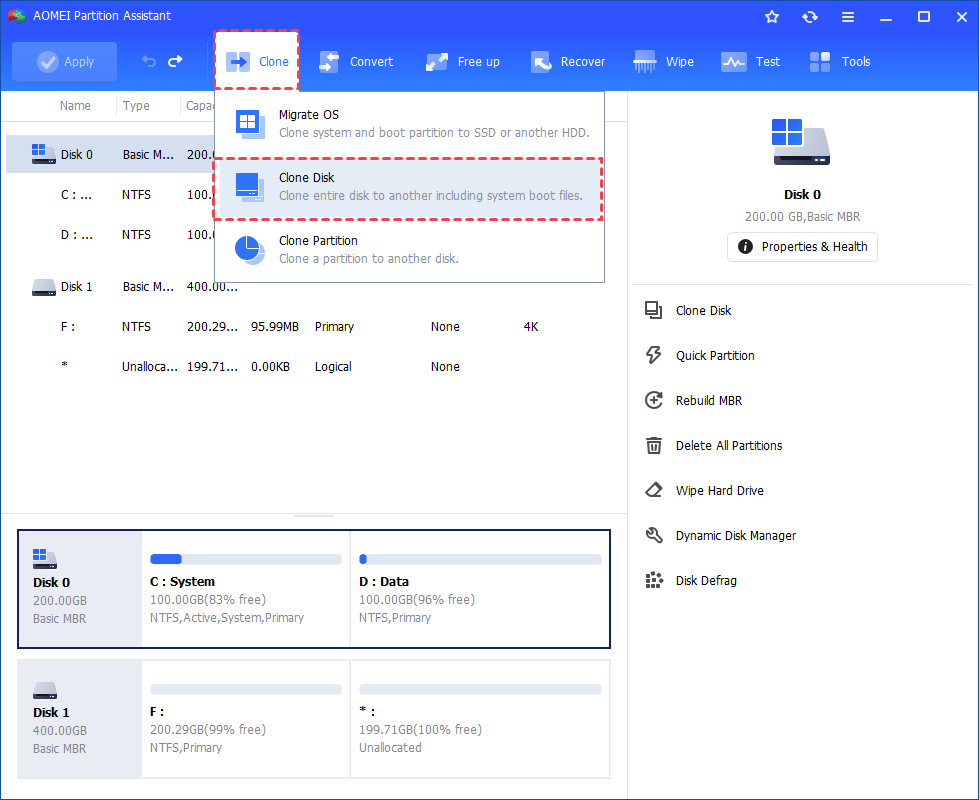 AOMEI Partition Assistant
Apply
Clone
Convert
Free up
Recover
Wipe
Test
Tools
Name
Type
Migrate OS
Clone system and boot partition to SSD or another HDD.
Clone Disk
Clone entire disk to another including system boot files.
Clone Partition
Clone a partition to another disk.
Disk 0 Basic M...
C : ... NTFS
D : ... NTFS
Disk 1 Basic M... 400.00...
F : NTFS 200.29... 95.99MB Primary None 4K
* Unalloca... 199.71... 0.00KB Logical None
Disk 0
200.00 GB,Basic MBR
Properties & Health
Clone Disk
Quick Partition
Rebuild MBR
Delete All Partitions
Wipe Hard Drive
Dynamic Disk Manager
Disk Defrag
Disk 0
200.00GB
Basic MBR
C : System
100.00GB(83% free)
NTFS,Active,System,Primary
D : Data
100.00GB(96% free)
NTFS,Primary
Disk 1
400.00GB
Basic MBR
F :
200.29GB(99% free)
NTFS,Primary
* :
199.71GB(100% free)
Unallocated